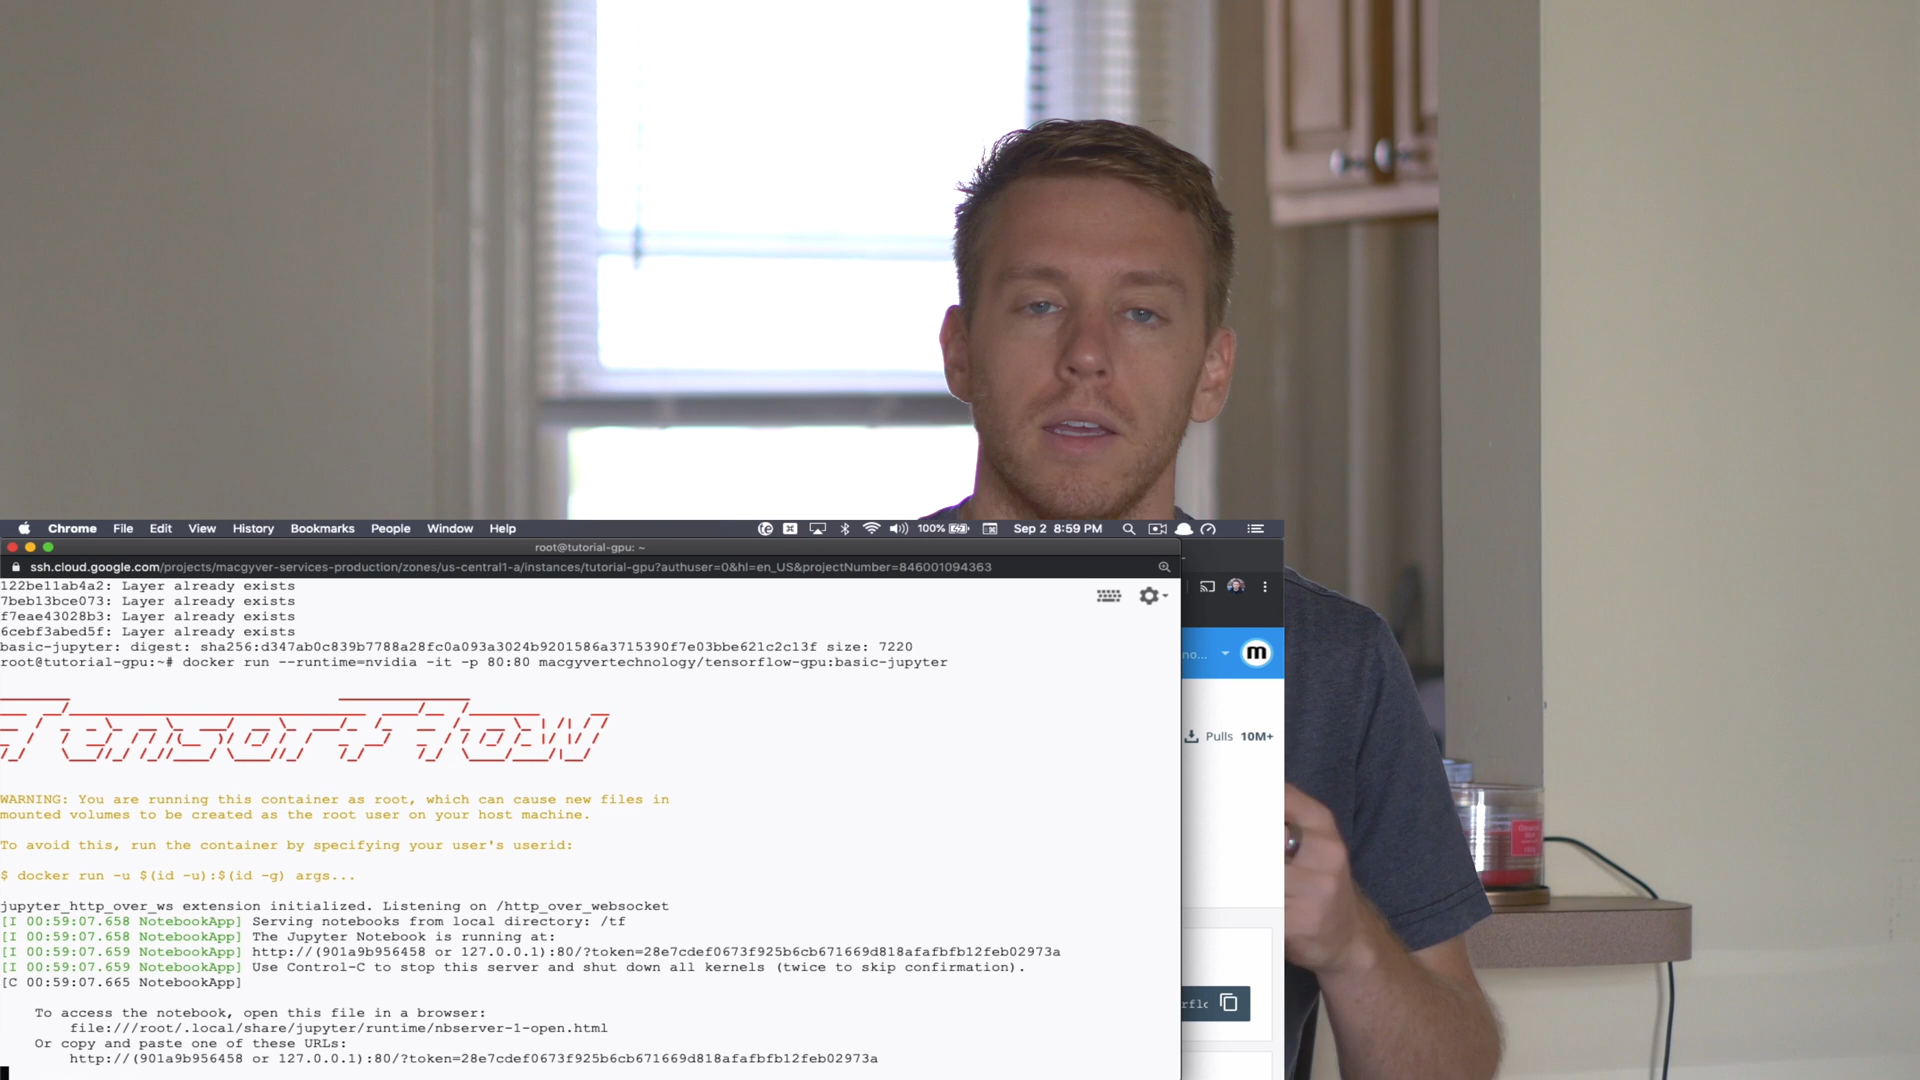 Chrome File Edit View History Bookmarks People Window Help 100% Sep 2 8:59 PM
root@tutorial-gpu: ~
ssh.cloud.google.com/projects/macgyver-services-production/zones/us-central1-a/instances/tutorial-gpu?authuser=0&hl=en_US&projectNumber=846001094363
122be11ab4a2: Layer already exists
7beb13bce073: Layer already exists
f7eae43028b3: Layer already exists
6cebf3abed5f: Layer already exists
basic-jupyter: digest: sha256:d347ab0c839b7788a28fc0a093a3024b9201586a3715390f7e03bbe621c2c13f size: 7220
root@tutorial-gpu:~# docker run --runtime=nvidia -it -p 80:80 macgyvertechnology/tensorflow-gpu:basic-jupyter
TensorFlow
WARNING: You are running this container as root, which can cause new files in
mounted volumes to be created as the root user on your host machine.
To avoid this, run the container by specifying your user's userid:
$ docker run -u $(id -u):$(id -g) args...
jupyter_http_over_ws extension initialized. Listening on /http_over_websocket
[I 00:59:07.658 NotebookApp] Serving notebooks from local directory: /tf
[I 00:59:07.658 NotebookApp] The Jupyter Notebook is running at:
[I 00:59:07.659 NotebookApp] http://(901a9b956458 or 127.0.0.1):80/?token=28e7cdef0673f925b6cb671669d818afafbfb12feb02973a
[I 00:59:07.659 NotebookApp] Use Control-C to stop this server and shut down all kernels (twice to skip confirmation).
[C 00:59:07.665 NotebookApp]
To access the notebook, open this file in a browser:
file:///root/.local/share/jupyter/runtime/nbserver-1-open.html
Or copy and paste one of these URLs:
http://(901a9b956458 or 127.0.0.1):80/?token=28e7cdef0673f925b6cb671669d818afafbfb12feb02973a
no...
m
Pulls 10M+
rflo